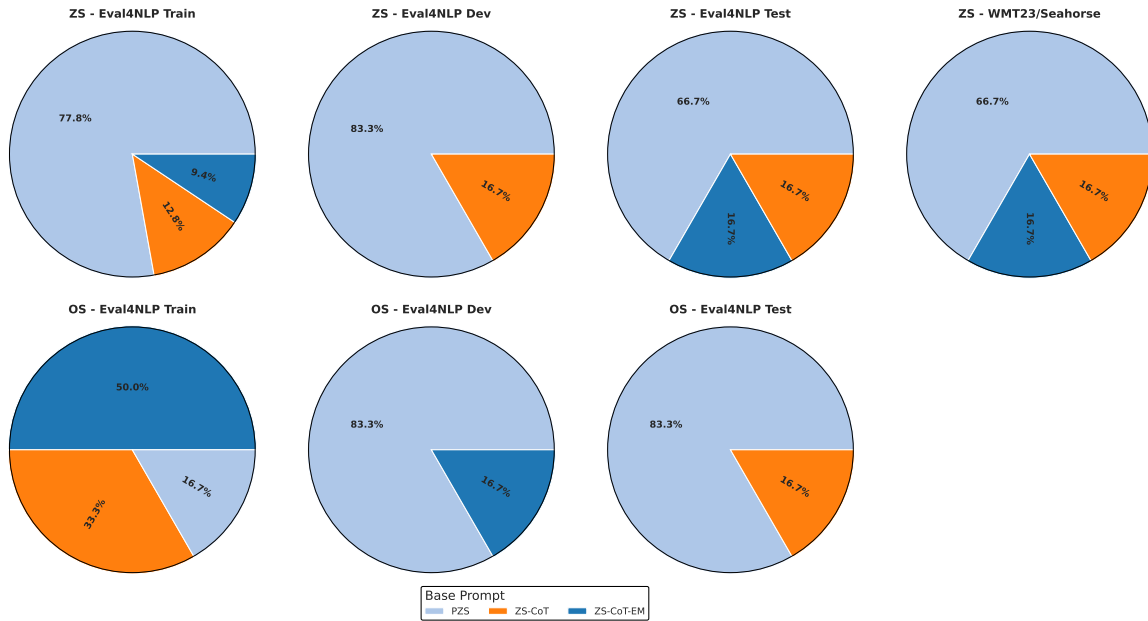 ZS - Eval4NLP Train
ZS - Eval4NLP Dev
ZS - Eval4NLP Test
ZS - WMT23/Seahorse
77.8%
9.4%
12.8%
83.3%
16.7%
66.7%
16.7%
16.7%
66.7%
16.7%
16.7%
OS - Eval4NLP Train
OS - Eval4NLP Dev
OS - Eval4NLP Test
50.0%
16.7%
33.3%
83.3%
16.7%
83.3%
16.7%
Base Prompt
PZS ZS-CoT ZS-CoT-EM